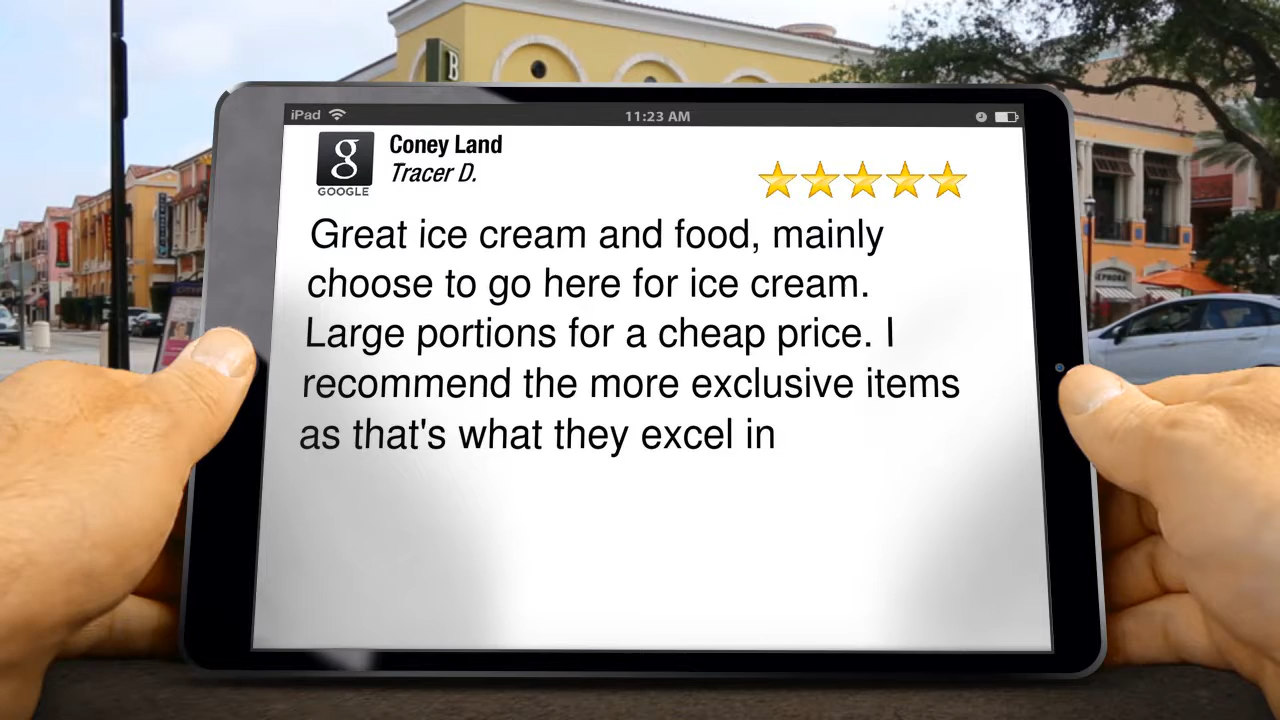 B
iPad
11:23 AM
g
GOOGLE
Coney Land
Tracer D.
Great ice cream and food, mainly
choose to go here for ice cream.
Large portions for a cheap price. I
recommend the more exclusive items
as that's what they excel in
SEPHORA